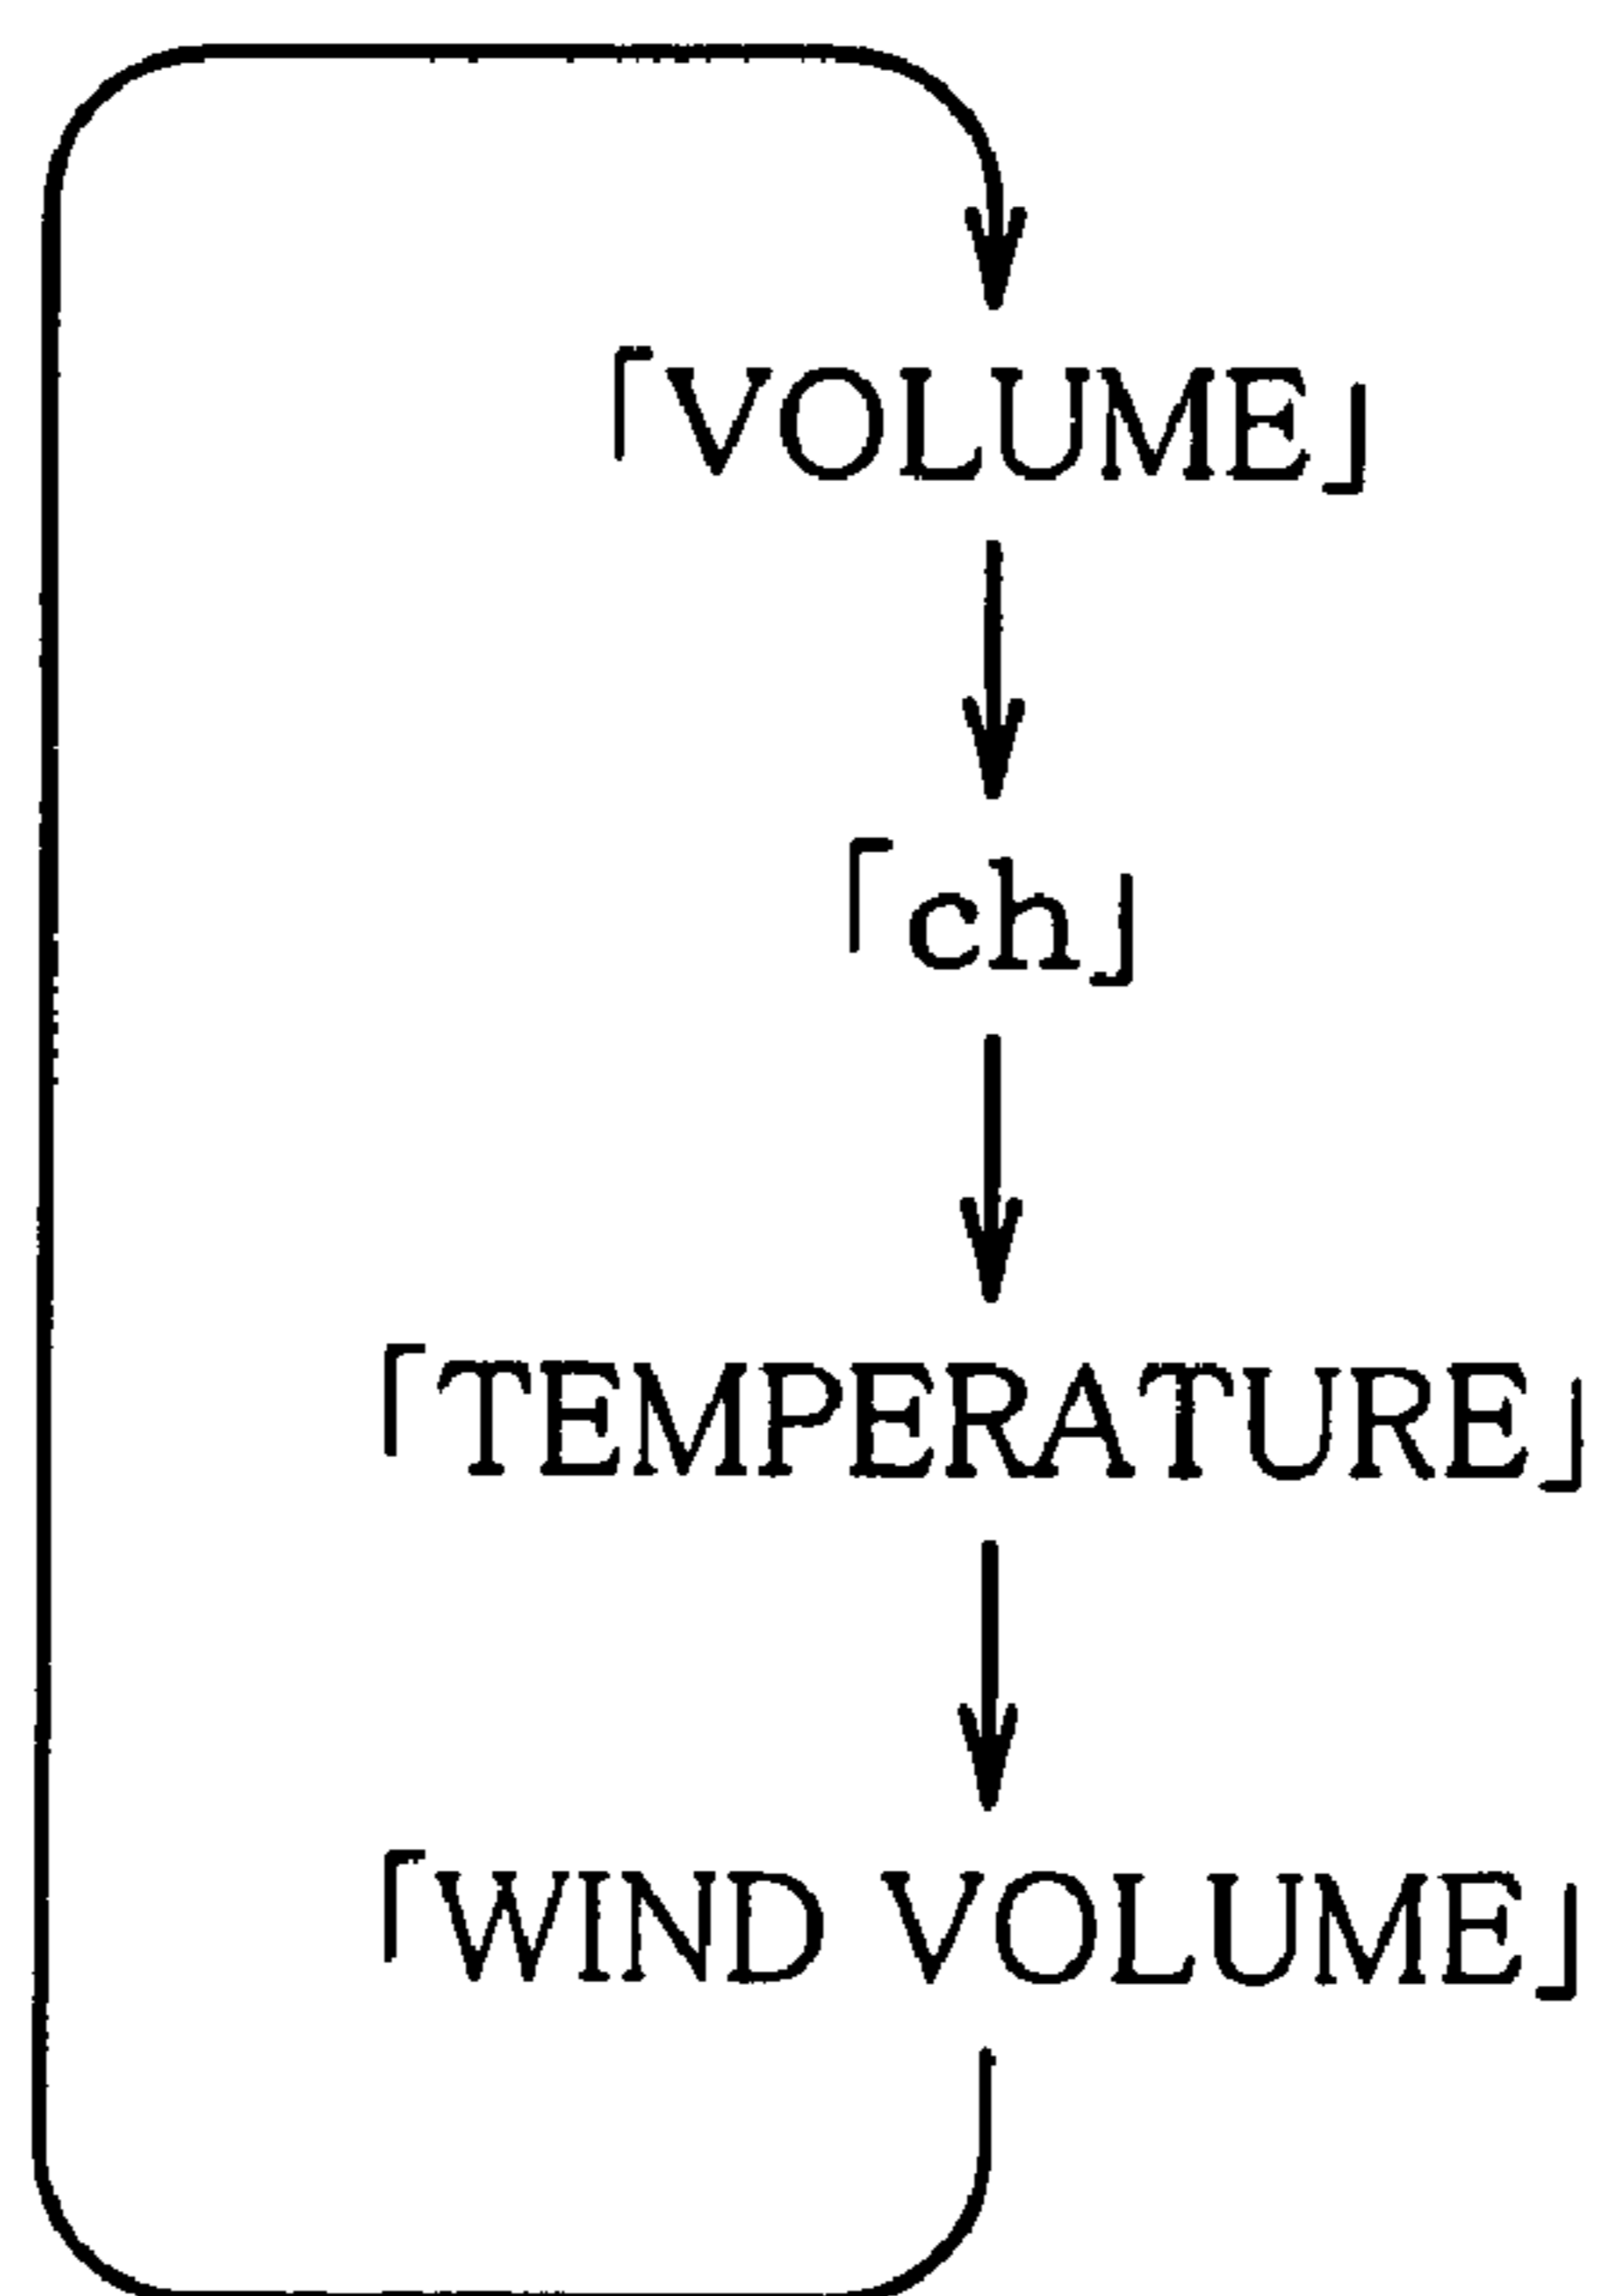 「VOLUME」
「ch」
「TEMPERATURE」
「WIND VOLUME」